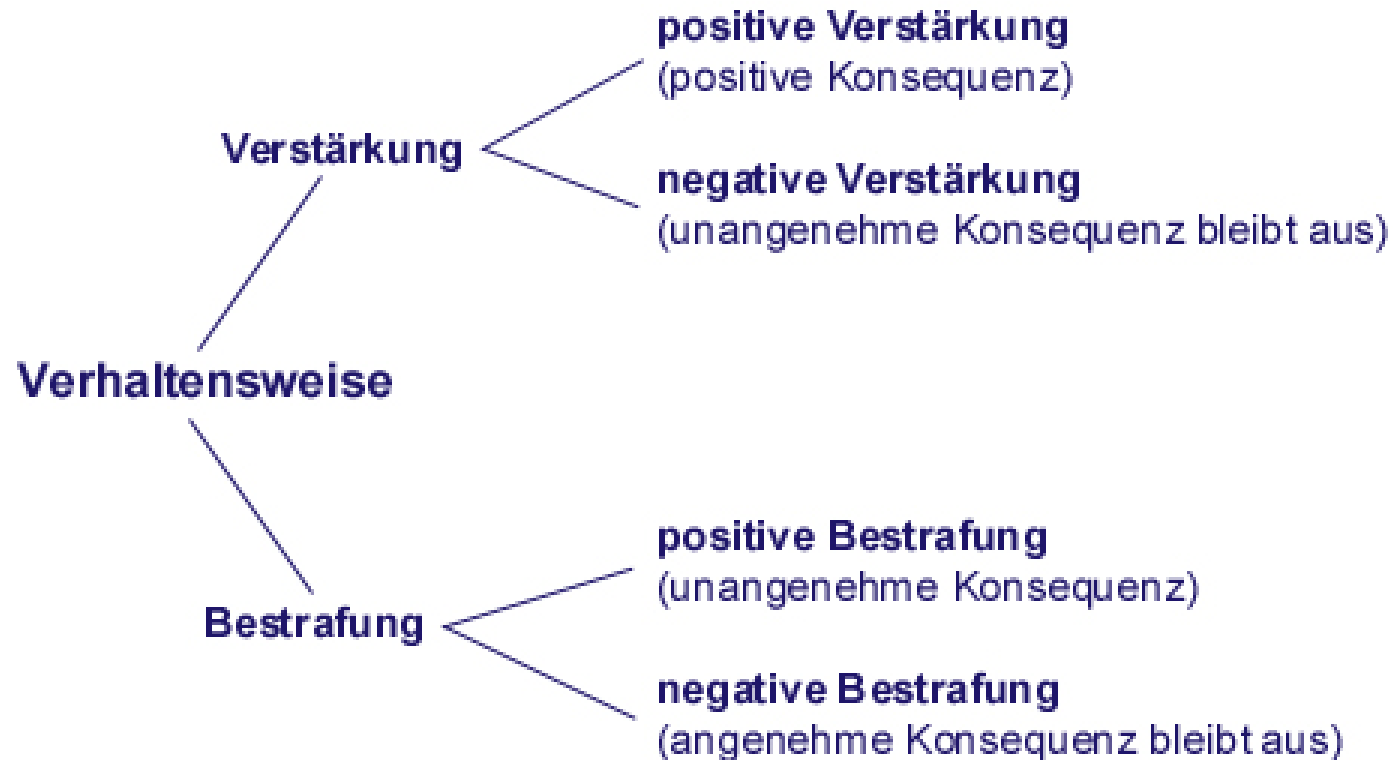 positive Verstärkung
(positive Konsequenz)
Verstärkung
negative Verstärkung
(unangenehme Konsequenz bleibt aus)
Verhaltensweise
positive Bestrafung
(unangenehme Konsequenz)
Bestrafung
negative Bestrafung
(angenehme Konsequenz bleibt aus)